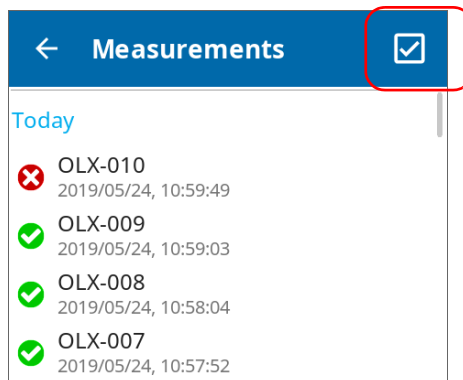 Measurements
Today
OLX-010
2019/05/24, 10:59:49
OLX-009
2019/05/24, 10:59:03
OLX-008
2019/05/24, 10:58:04
OLX-007
2019/05/24, 10:57:52